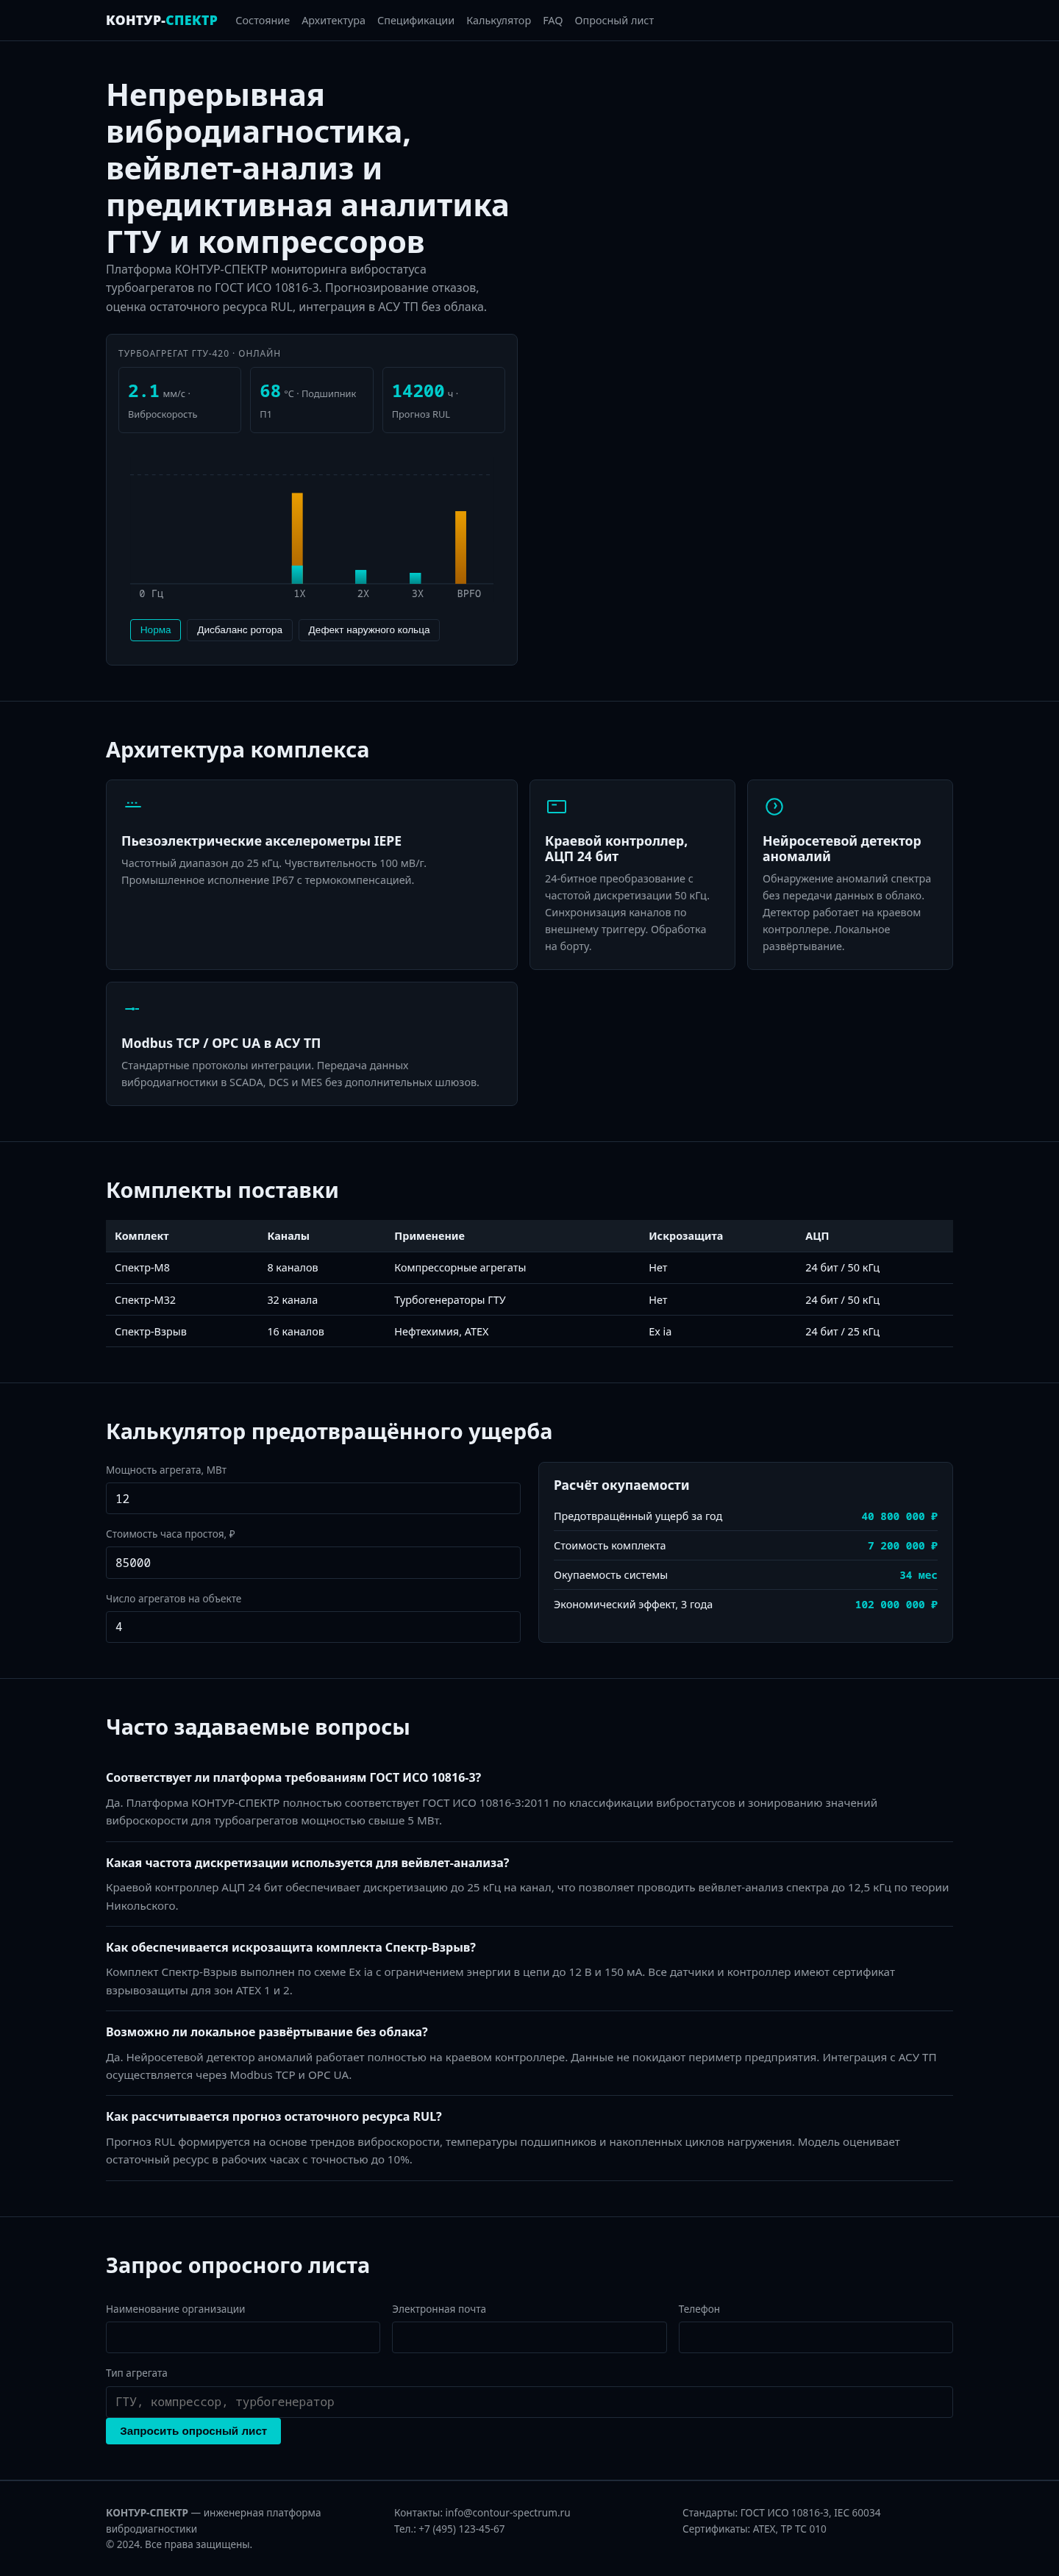 КОНТУР-СПЕКТР Состояние Архитектура Спецификации Калькулятор FAQ Опросный лист
Непрерывная
вибродиагностика,
вейвлет-анализ и
предиктивная аналитика
ГТУ и компрессоров
Платформа КОНТУР-СПЕКТР мониторинга вибростатуса
турбоагрегатов по ГОСТ ИСО 10816-3. Прогнозирование отказов,
оценка остаточного ресурса RUL, интеграция в АСУ ТП без облака.
ТУРБОАГРЕГАТ ГТУ-420 · ОНЛАЙН
2.1 мм/с ·
Виброскорость
68 °C · Подшипник
П1
14200 ч ·
Прогноз RUL
0 Гц 1X 2X 3X BPFO
Норма Дисбаланс ротора Дефект наружного кольца
Архитектура комплекса
Пьезоэлектрические акселерометры IEPE
Частотный диапазон до 25 кГц. Чувствительность 100 мВ/г.
Промышленное исполнение IP67 с термокомпенсацией.
Краевой контроллер,
АЦП 24 бит
24-битное преобразование с
частотой дискретизации 50 кГц.
Синхронизация каналов по
внешнему триггеру. Обработка
на борту.
Нейросетевой детектор
аномалий
Обнаружение аномалий спектра
без передачи данных в облако.
Детектор работает на краевом
контроллере. Локальное
развёртывание.
Modbus TCP / OPC UA в АСУ ТП
Стандартные протоколы интеграции. Передача данных
вибродиагностики в SCADA, DCS и MES без дополнительных шлюзов.
Комплекты поставки
Комплект Каналы Применение Искрозащита АЦП
Спектр-М8 8 каналов Компрессорные агрегаты Нет 24 бит / 50 кГц
Спектр-М32 32 канала Турбогенераторы ГТУ Нет 24 бит / 50 кГц
Спектр-Взрыв 16 каналов Нефтехимия, ATEX Ex ia 24 бит / 25 кГц
Калькулятор предотвращённого ущерба
Мощность агрегата, МВт
12
Стоимость часа простоя, ₽
85000
Число агрегатов на объекте
4
Расчёт окупаемости
Предотвращённый ущерб за год 40 800 000 ₽
Стоимость комплекта 7 200 000 ₽
Окупаемость системы 34 мес
Экономический эффект, 3 года 102 000 000 ₽
Часто задаваемые вопросы
Соответствует ли платформа требованиям ГОСТ ИСО 10816-3?
Да. Платформа КОНТУР-СПЕКТР полностью соответствует ГОСТ ИСО 10816-3:2011 по классификации вибростатусов и зонированию значений
виброскорости для турбоагрегатов мощностью свыше 5 МВт.
Какая частота дискретизации используется для вейвлет-анализа?
Краевой контроллер АЦП 24 бит обеспечивает дискретизацию до 25 кГц на канал, что позволяет проводить вейвлет-анализ спектра до 12,5 кГц по теории
Никольского.
Как обеспечивается искрозащита комплекта Спектр-Взрыв?
Комплект Спектр-Взрыв выполнен по схеме Ex ia с ограничением энергии в цепи до 12 В и 150 мА. Все датчики и контроллер имеют сертификат
взрывозащиты для зон ATEX 1 и 2.
Возможно ли локальное развёртывание без облака?
Да. Нейросетевой детектор аномалий работает полностью на краевом контроллере. Данные не покидают периметр предприятия. Интеграция с АСУ ТП
осуществляется через Modbus TCP и OPC UA.
Как рассчитывается прогноз остаточного ресурса RUL?
Прогноз RUL формируется на основе трендов виброскорости, температуры подшипников и накопленных циклов нагружения. Модель оценивает
остаточный ресурс в рабочих часах с точностью до 10%.
Запрос опросного листа
Наименование организации Электронная почта Телефон
Тип агрегата
ГТУ, компрессор, турбогенератор
Запросить опросный лист
КОНТУР-СПЕКТР — инженерная платформа
вибродиагностики
© 2024. Все права защищены.
Контакты: info@contour-spectrum.ru
Тел.: +7 (495) 123-45-67
Стандарты: ГОСТ ИСО 10816-3, IEC 60034
Сертификаты: ATEX, ТР ТС 010